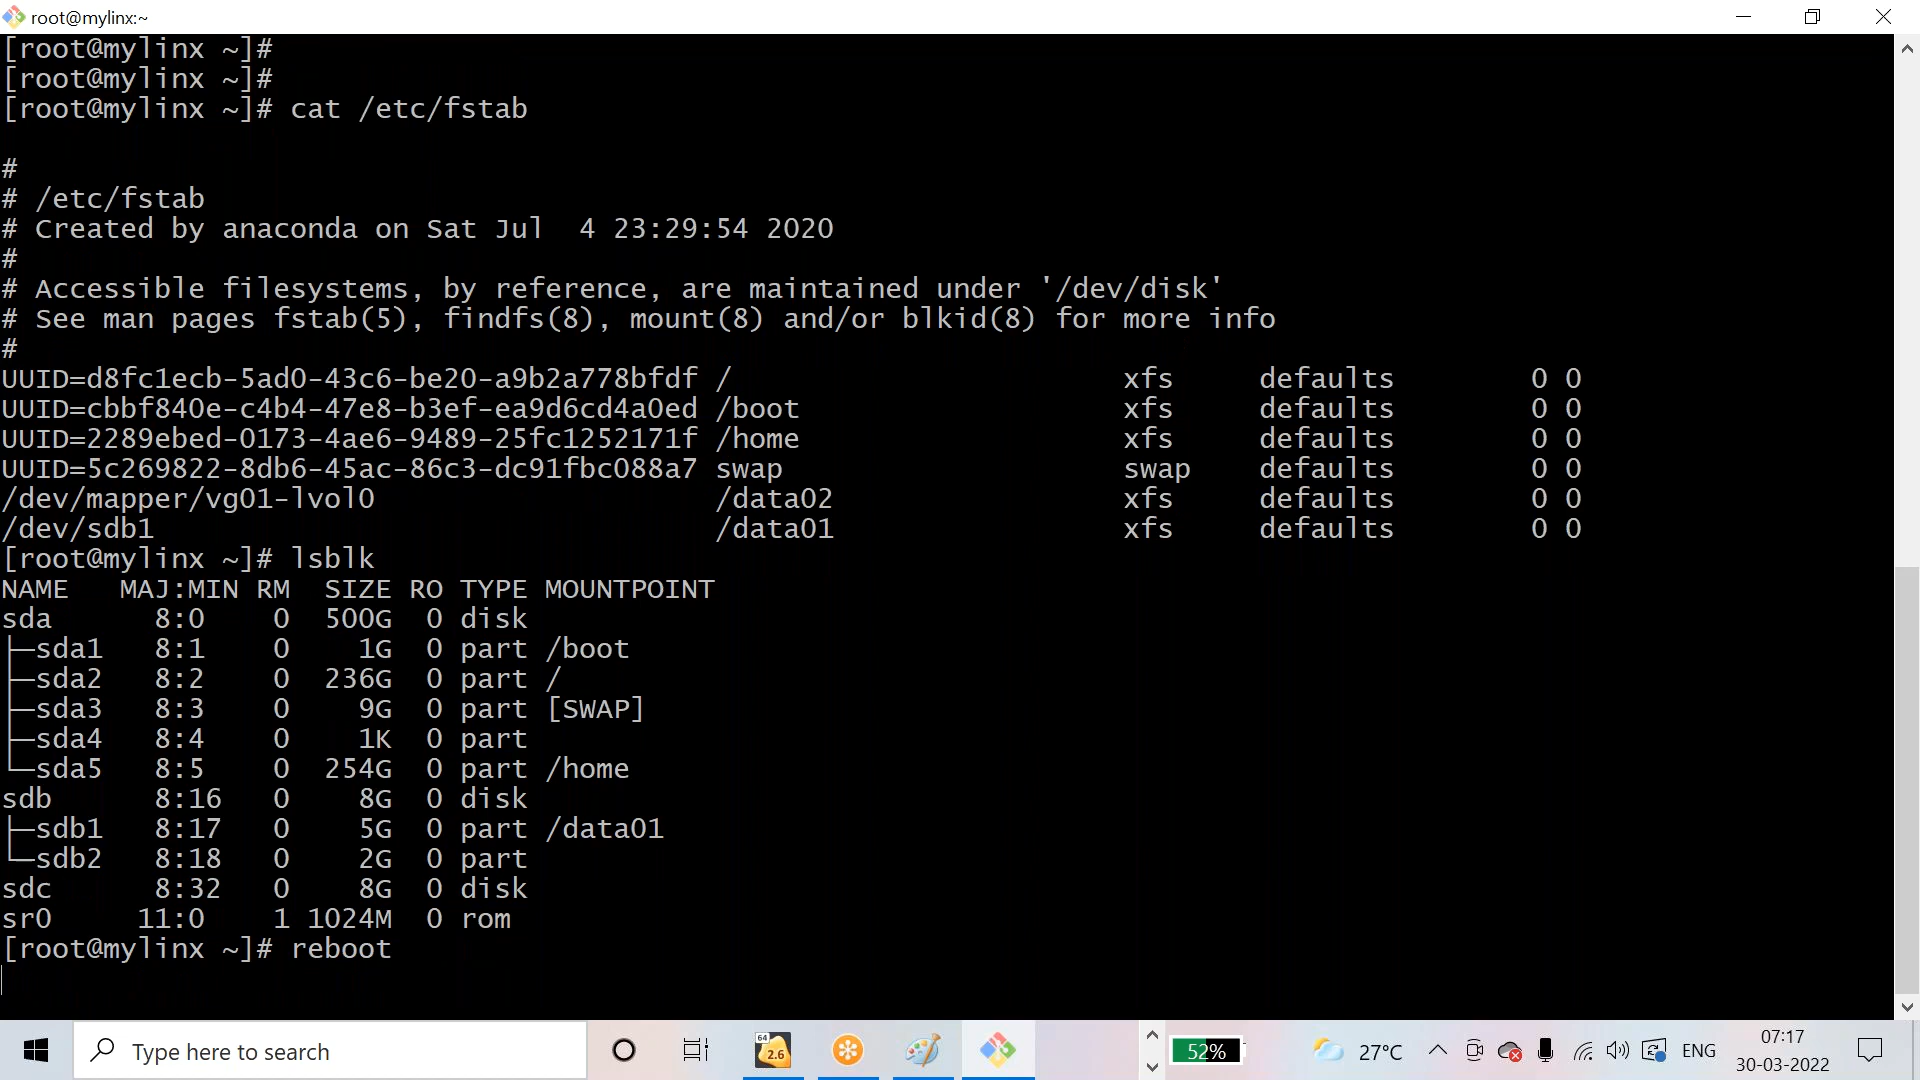 root@mylinx:~
[root@mylinx ~]#
[root@mylinx ~]#
[root@mylinx ~]# cat /etc/fstab
#
# /etc/fstab
# Created by anaconda on Sat Jul  4 23:29:54 2020
#
# Accessible filesystems, by reference, are maintained under '/dev/disk'
# See man pages fstab(5), findfs(8), mount(8) and/or blkid(8) for more info
#
UUID=d8fc1ecb-5ad0-43c6-be20-a9b2a778bfdf /                       xfs     defaults        0 0
UUID=cbbf840e-c4b4-47e8-b3ef-ea9d6cd4a0ed /boot                   xfs     defaults        0 0
UUID=2289ebed-0173-4ae6-9489-25fc1252171f /home                   xfs     defaults        0 0
UUID=5c269822-8db6-45ac-86c3-dc91fbc088a7 swap                    swap    defaults        0 0
/dev/mapper/vg01-lvol0                    /data02                 xfs     defaults        0 0
/dev/sdb1                                 /data01                 xfs     defaults        0 0
[root@mylinx ~]# lsblk
NAME   MAJ:MIN RM  SIZE RO TYPE MOUNTPOINT
sda      8:0    0  500G  0 disk
├─sda1   8:1    0    1G  0 part /boot
├─sda2   8:2    0  236G  0 part /
├─sda3   8:3    0    9G  0 part [SWAP]
├─sda4   8:4    0    1K  0 part
└─sda5   8:5    0  254G  0 part /home
sdb      8:16   0    8G  0 disk
├─sdb1   8:17   0    5G  0 part /data01
└─sdb2   8:18   0    2G  0 part
sdc      8:32   0    8G  0 disk
sr0     11:0    1 1024M  0 rom
[root@mylinx ~]# reboot
Type here to search
64
2.6
52%
27°C
ENG
07:17
30-03-2022